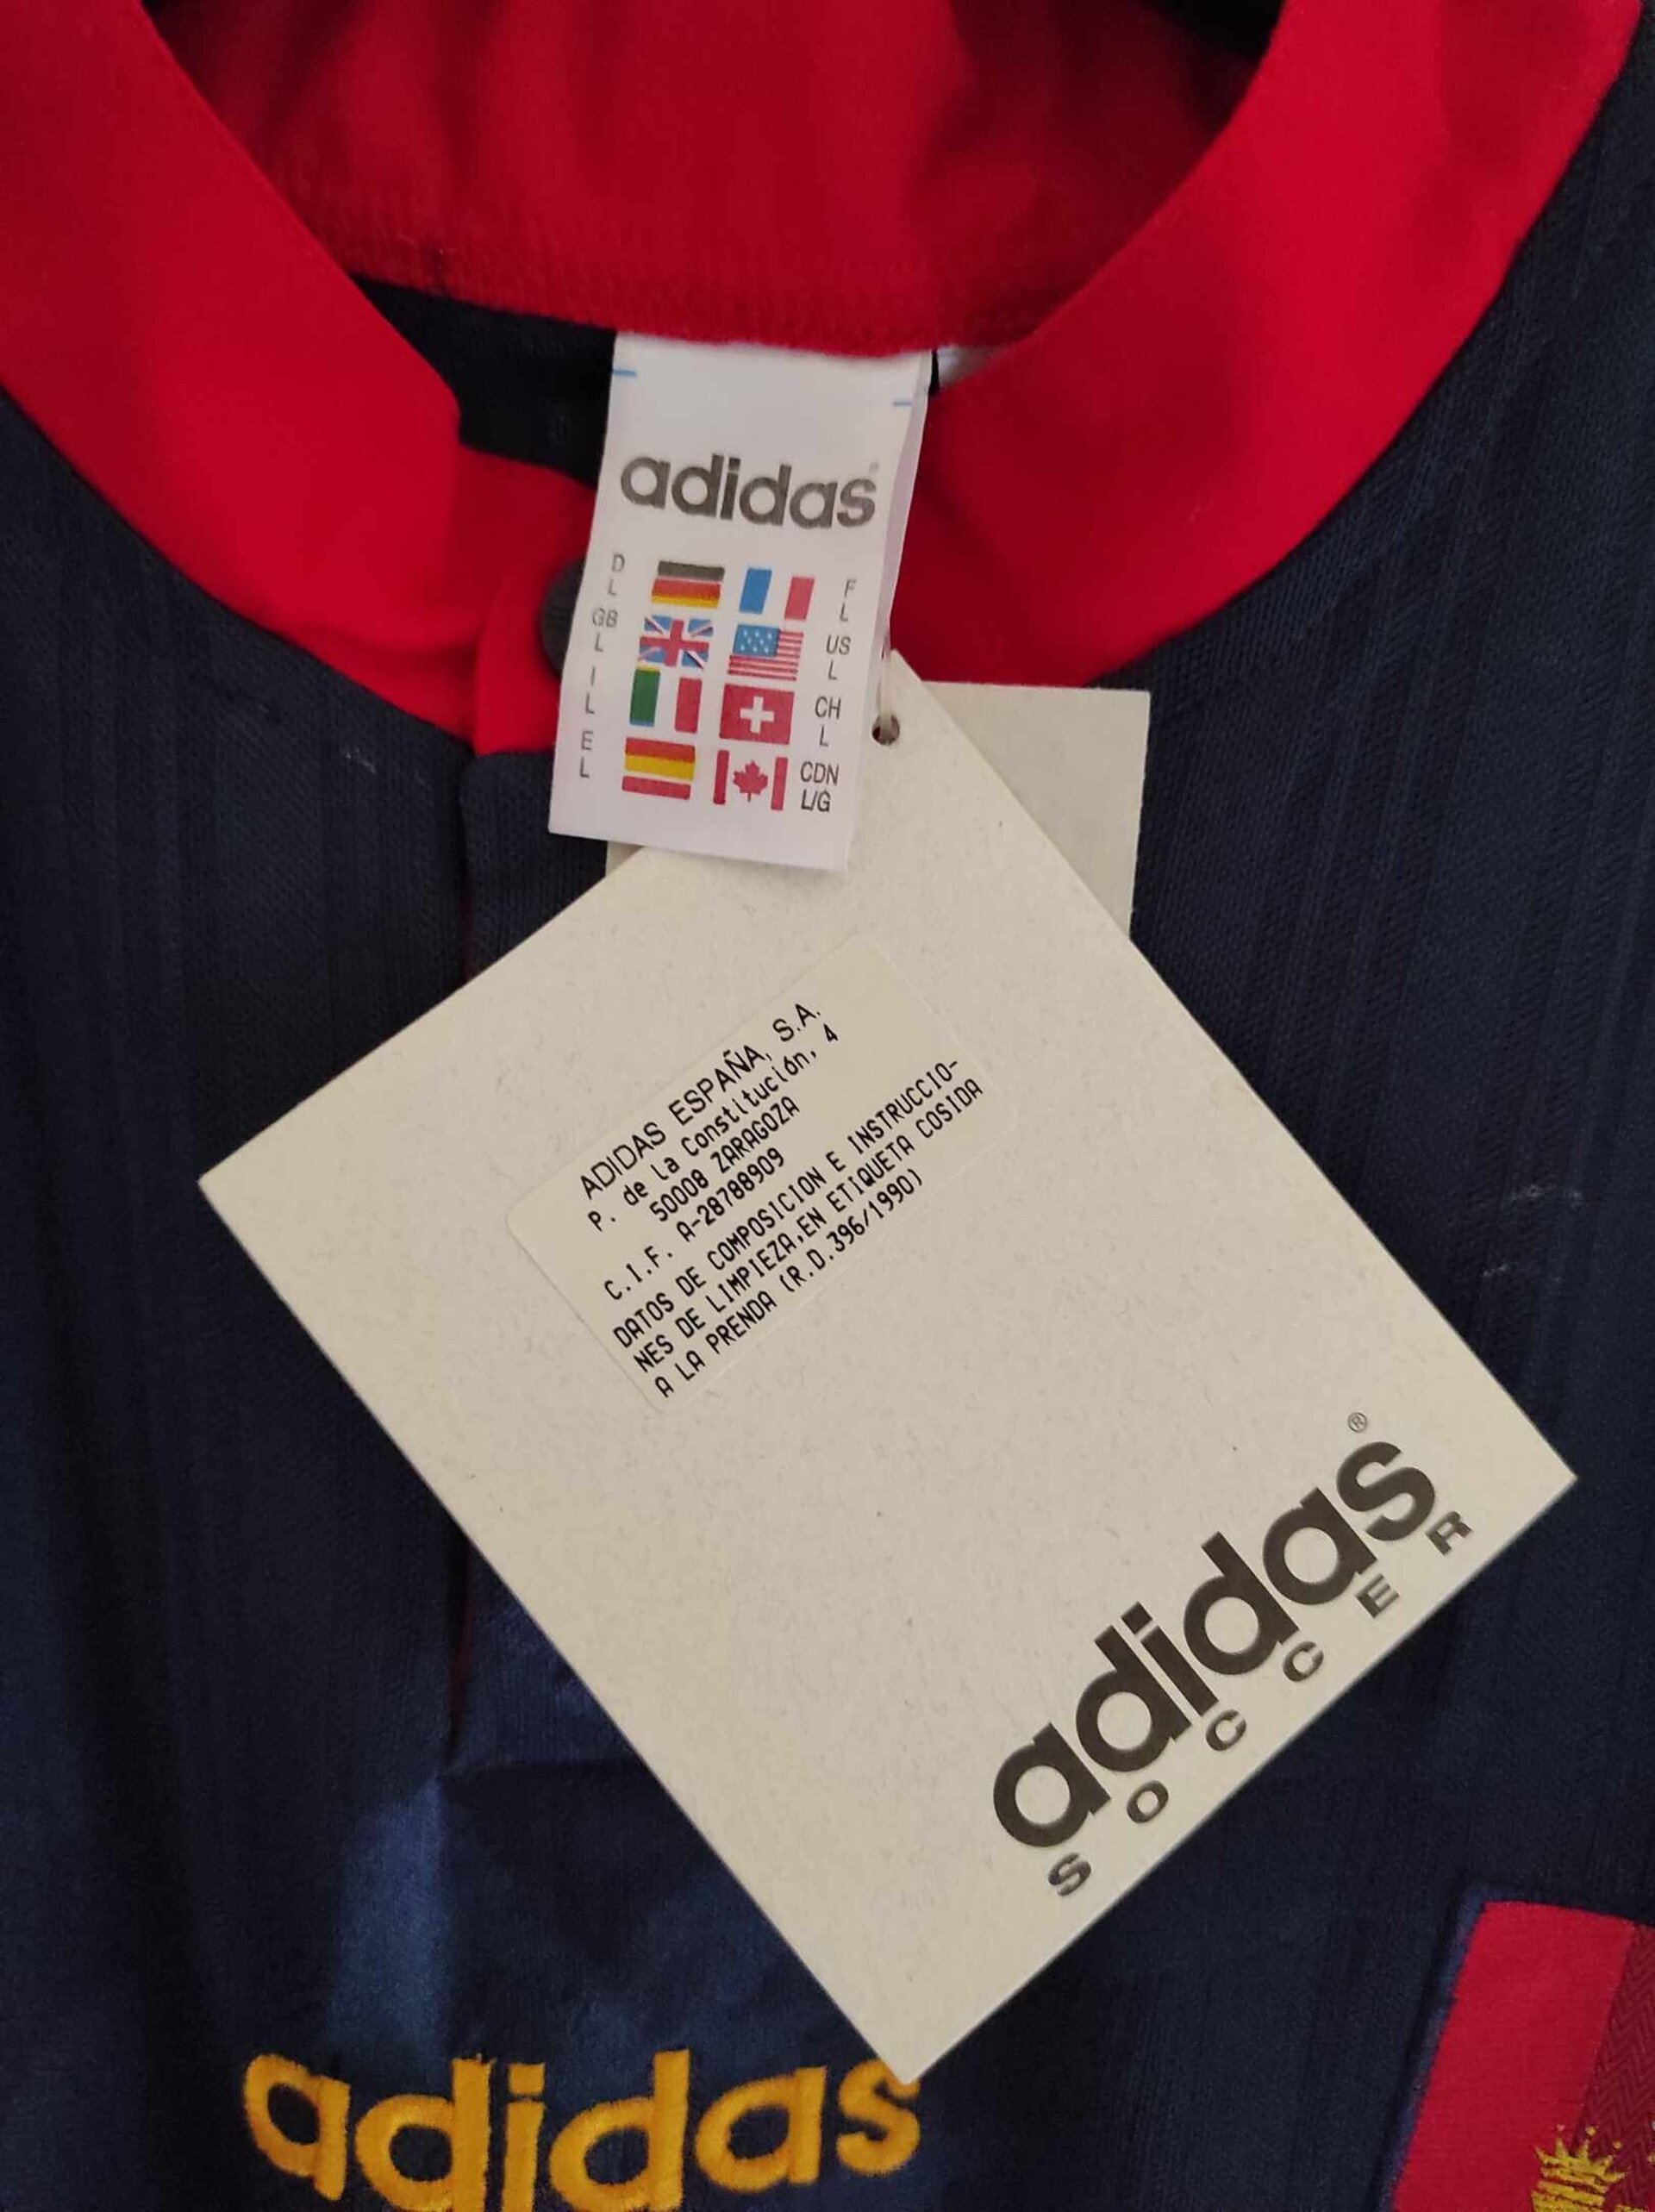 adidas
D
L
F
L
GB
L
US
L
I
L
CH
L
E
L
CDN
L/G
ADIDAS ESPAÑA, S.A.
P. de la Constitución, 4
50008 ZARAGOZA
C.I.F. A-28788909
DATOS DE COMPOSICION E INSTRUCCIO-
NES DE LIMPIEZA,EN ETIQUETA COSIDA
A LA PRENDA (R.D.396/1990)
adidas®
SOCCER
adidas